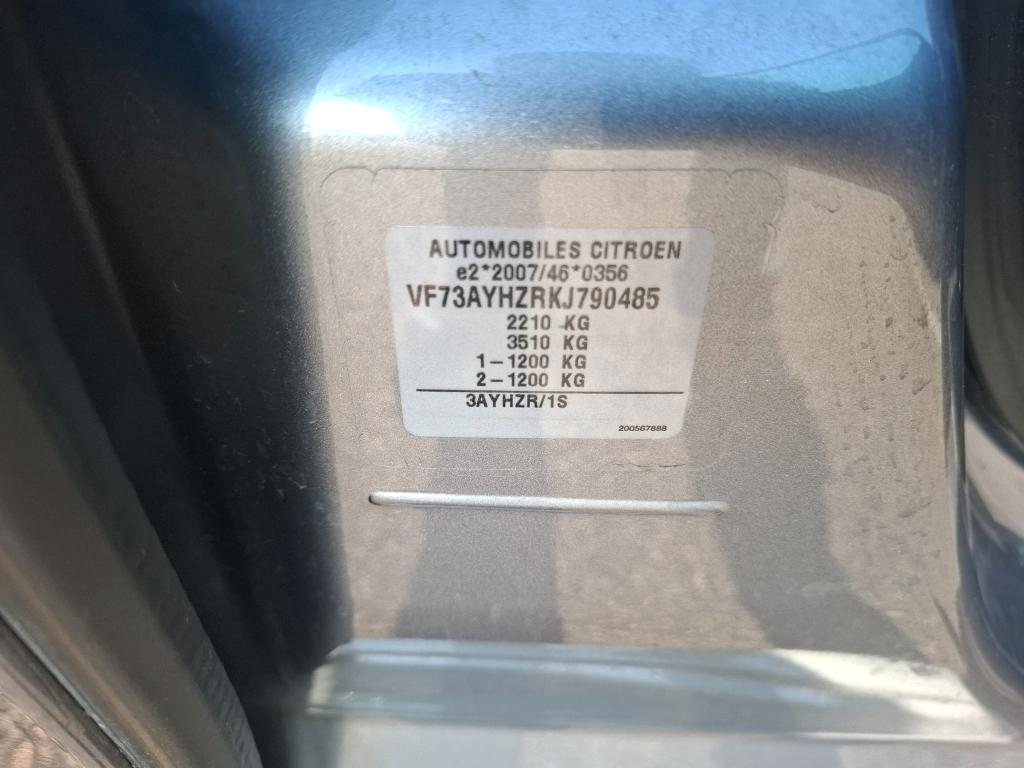 AUTOMOBILES CITROEN
e2*2007/46*0356
VF73AYHZRKJ790485
2210 KG
3510 KG
1-1200 KG
2-1200 KG
3AYHZR/1S
200567888